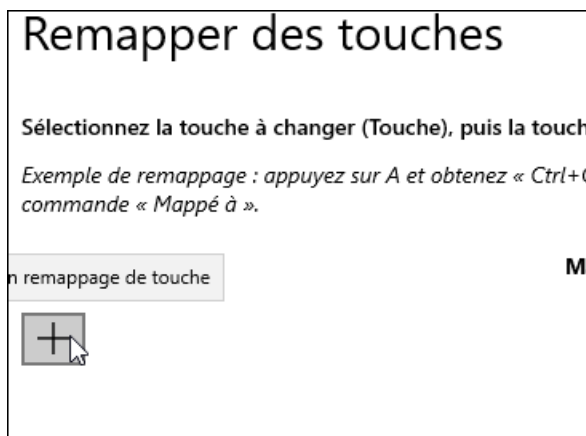 Remapper des touches
Sélectionnez la touche à changer (Touche), puis la
Exemple de remappage : appuyez sur A et obtenez « Ctrl+
commande « Mappé à ».
remappage de touche